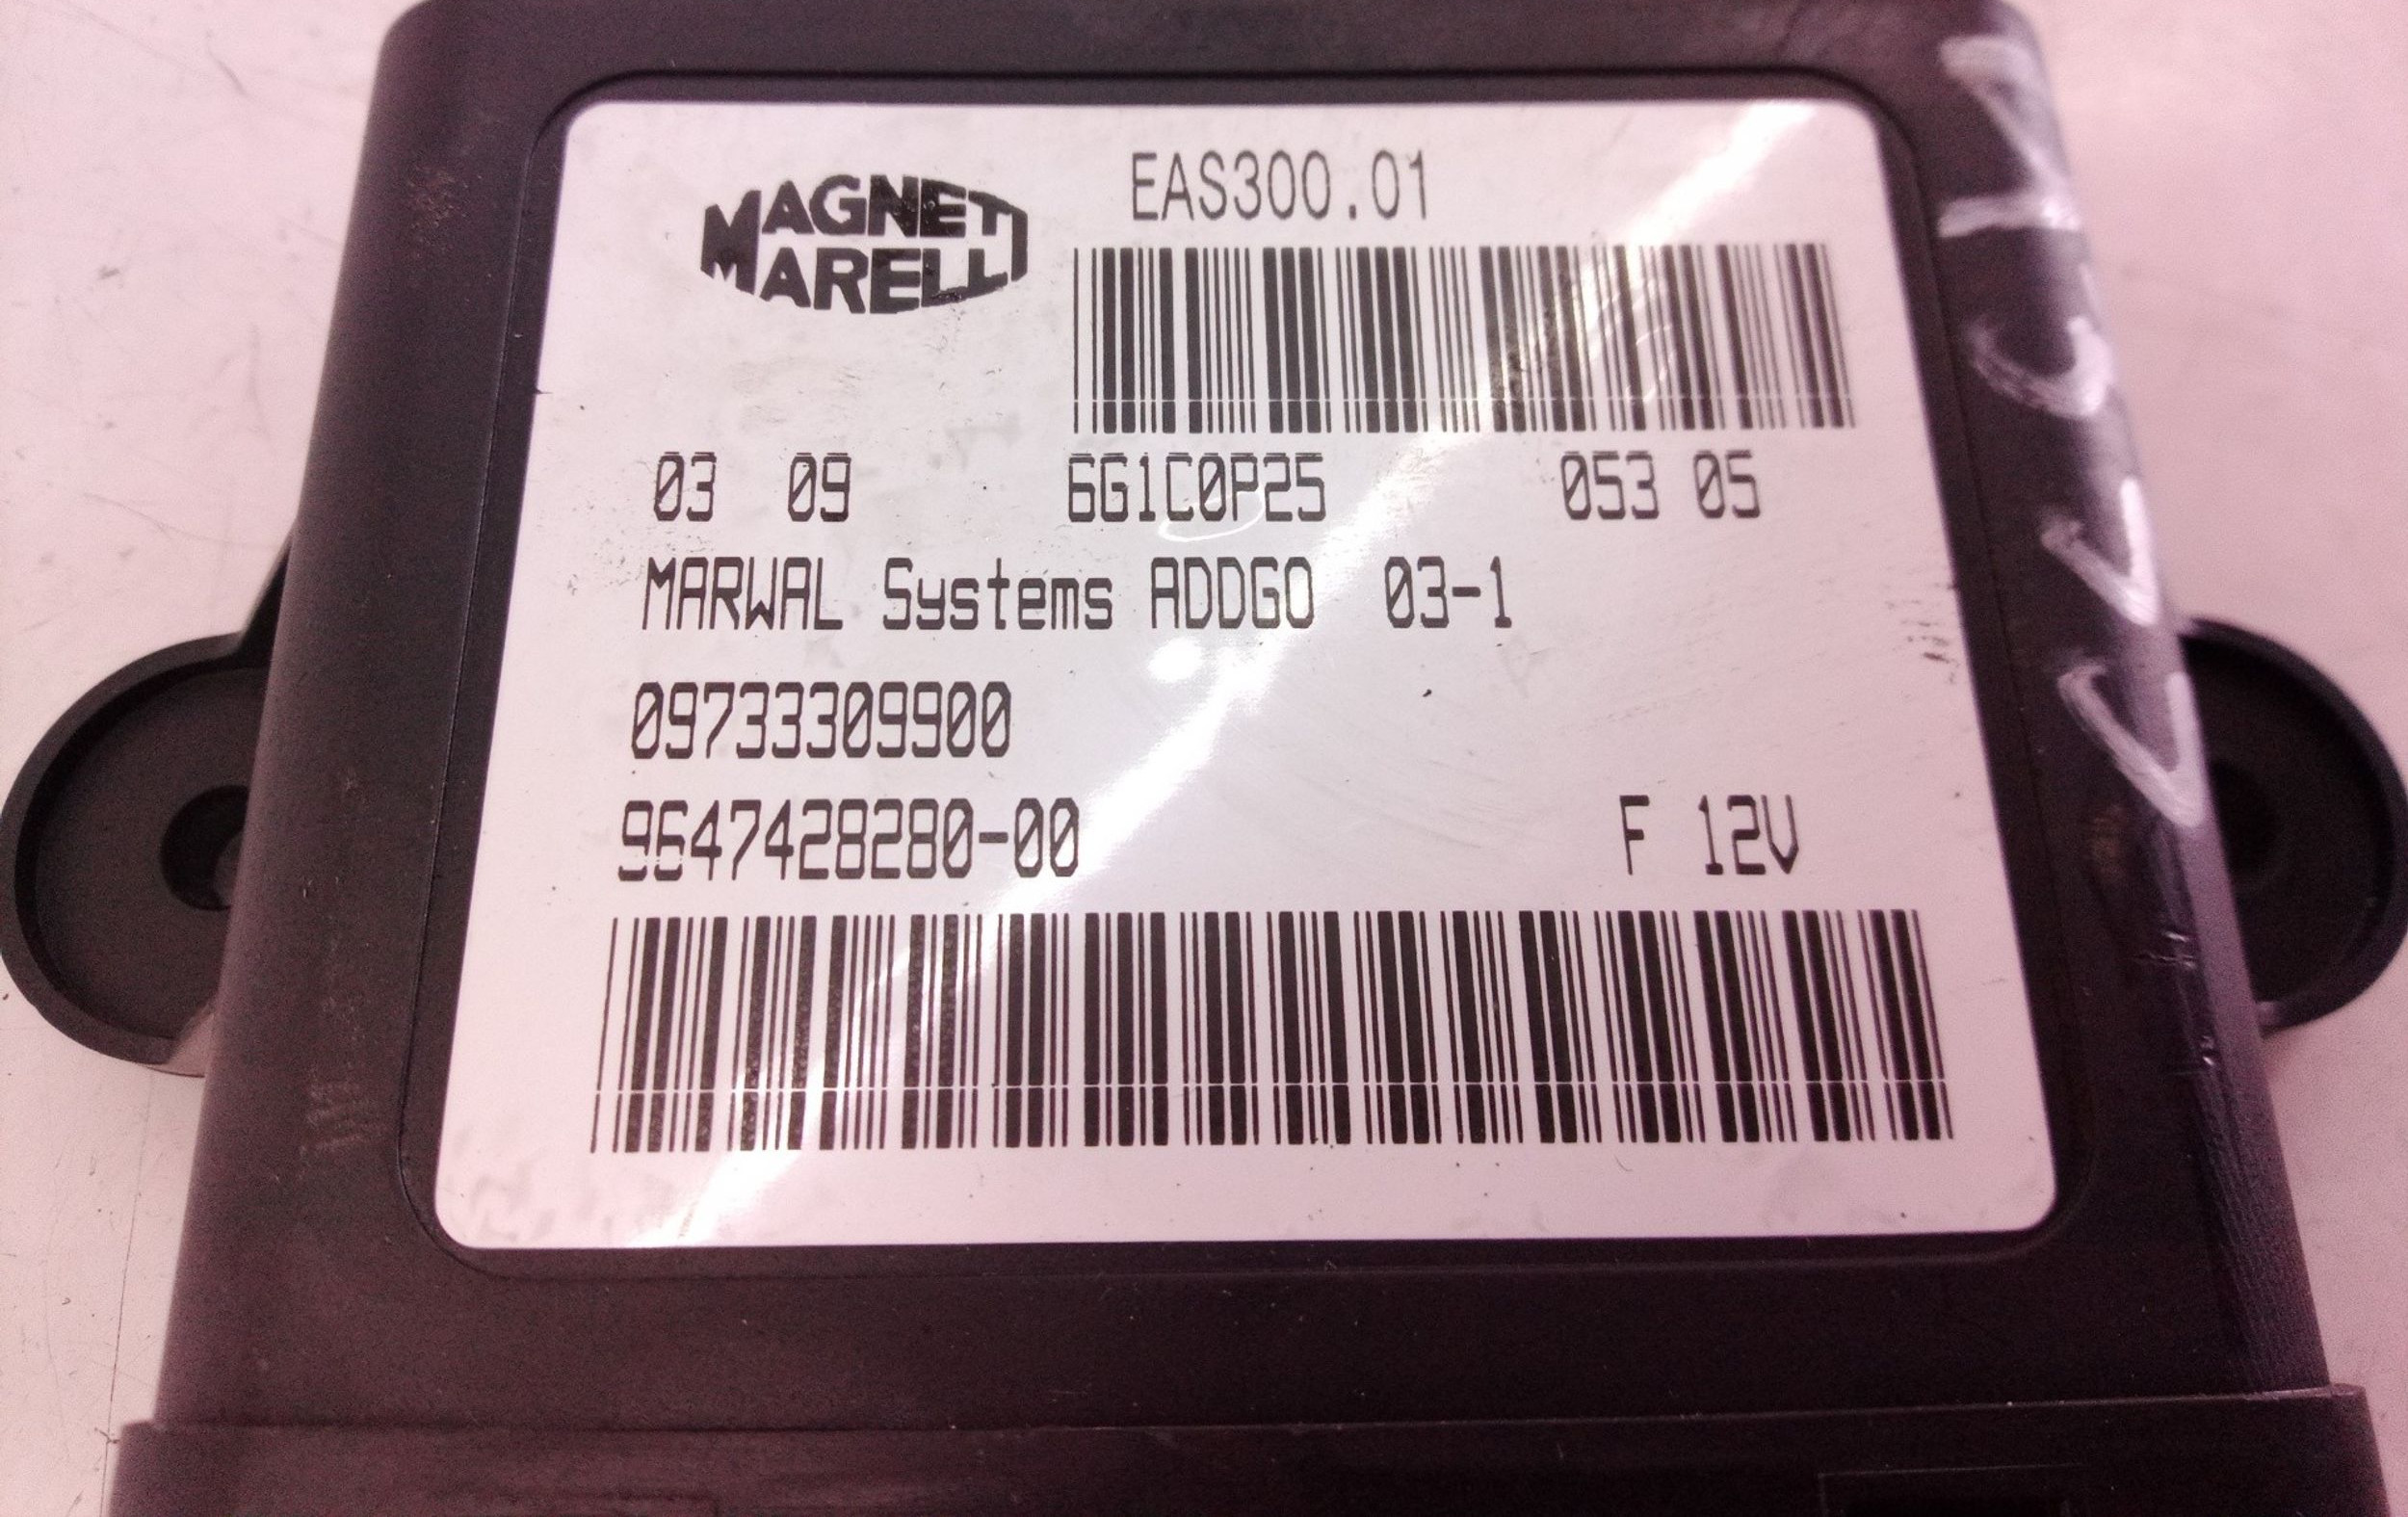 EAS300.01
MAGNETI
MARELLI
03 09 6G1C0P25 053 05
MARWAL Systems ADDGO 03-1
09733309900
9647428280-00 F 12V